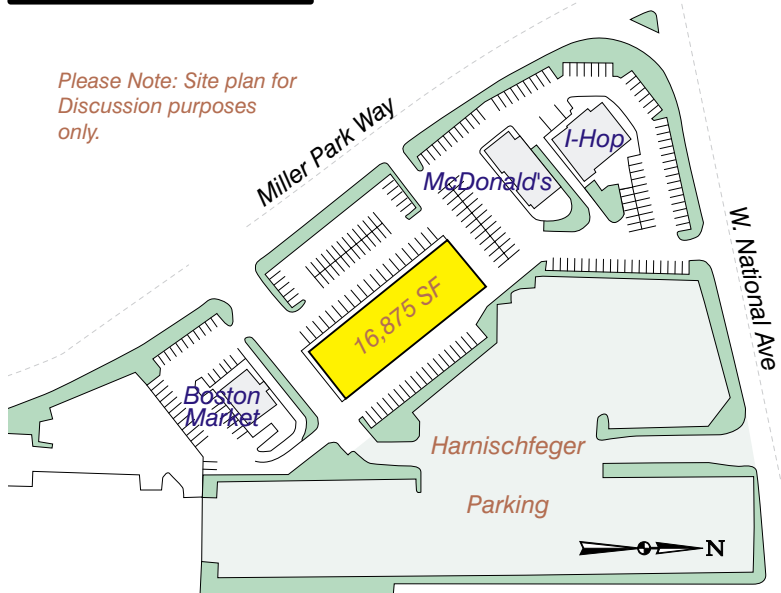 Please Note: Site plan for
Discussion purposes
only.
Miller Park Way
I-Hop
McDonald's
W. National Ave
16,875 SF
Boston
Market
Harnischfeger
Parking
N